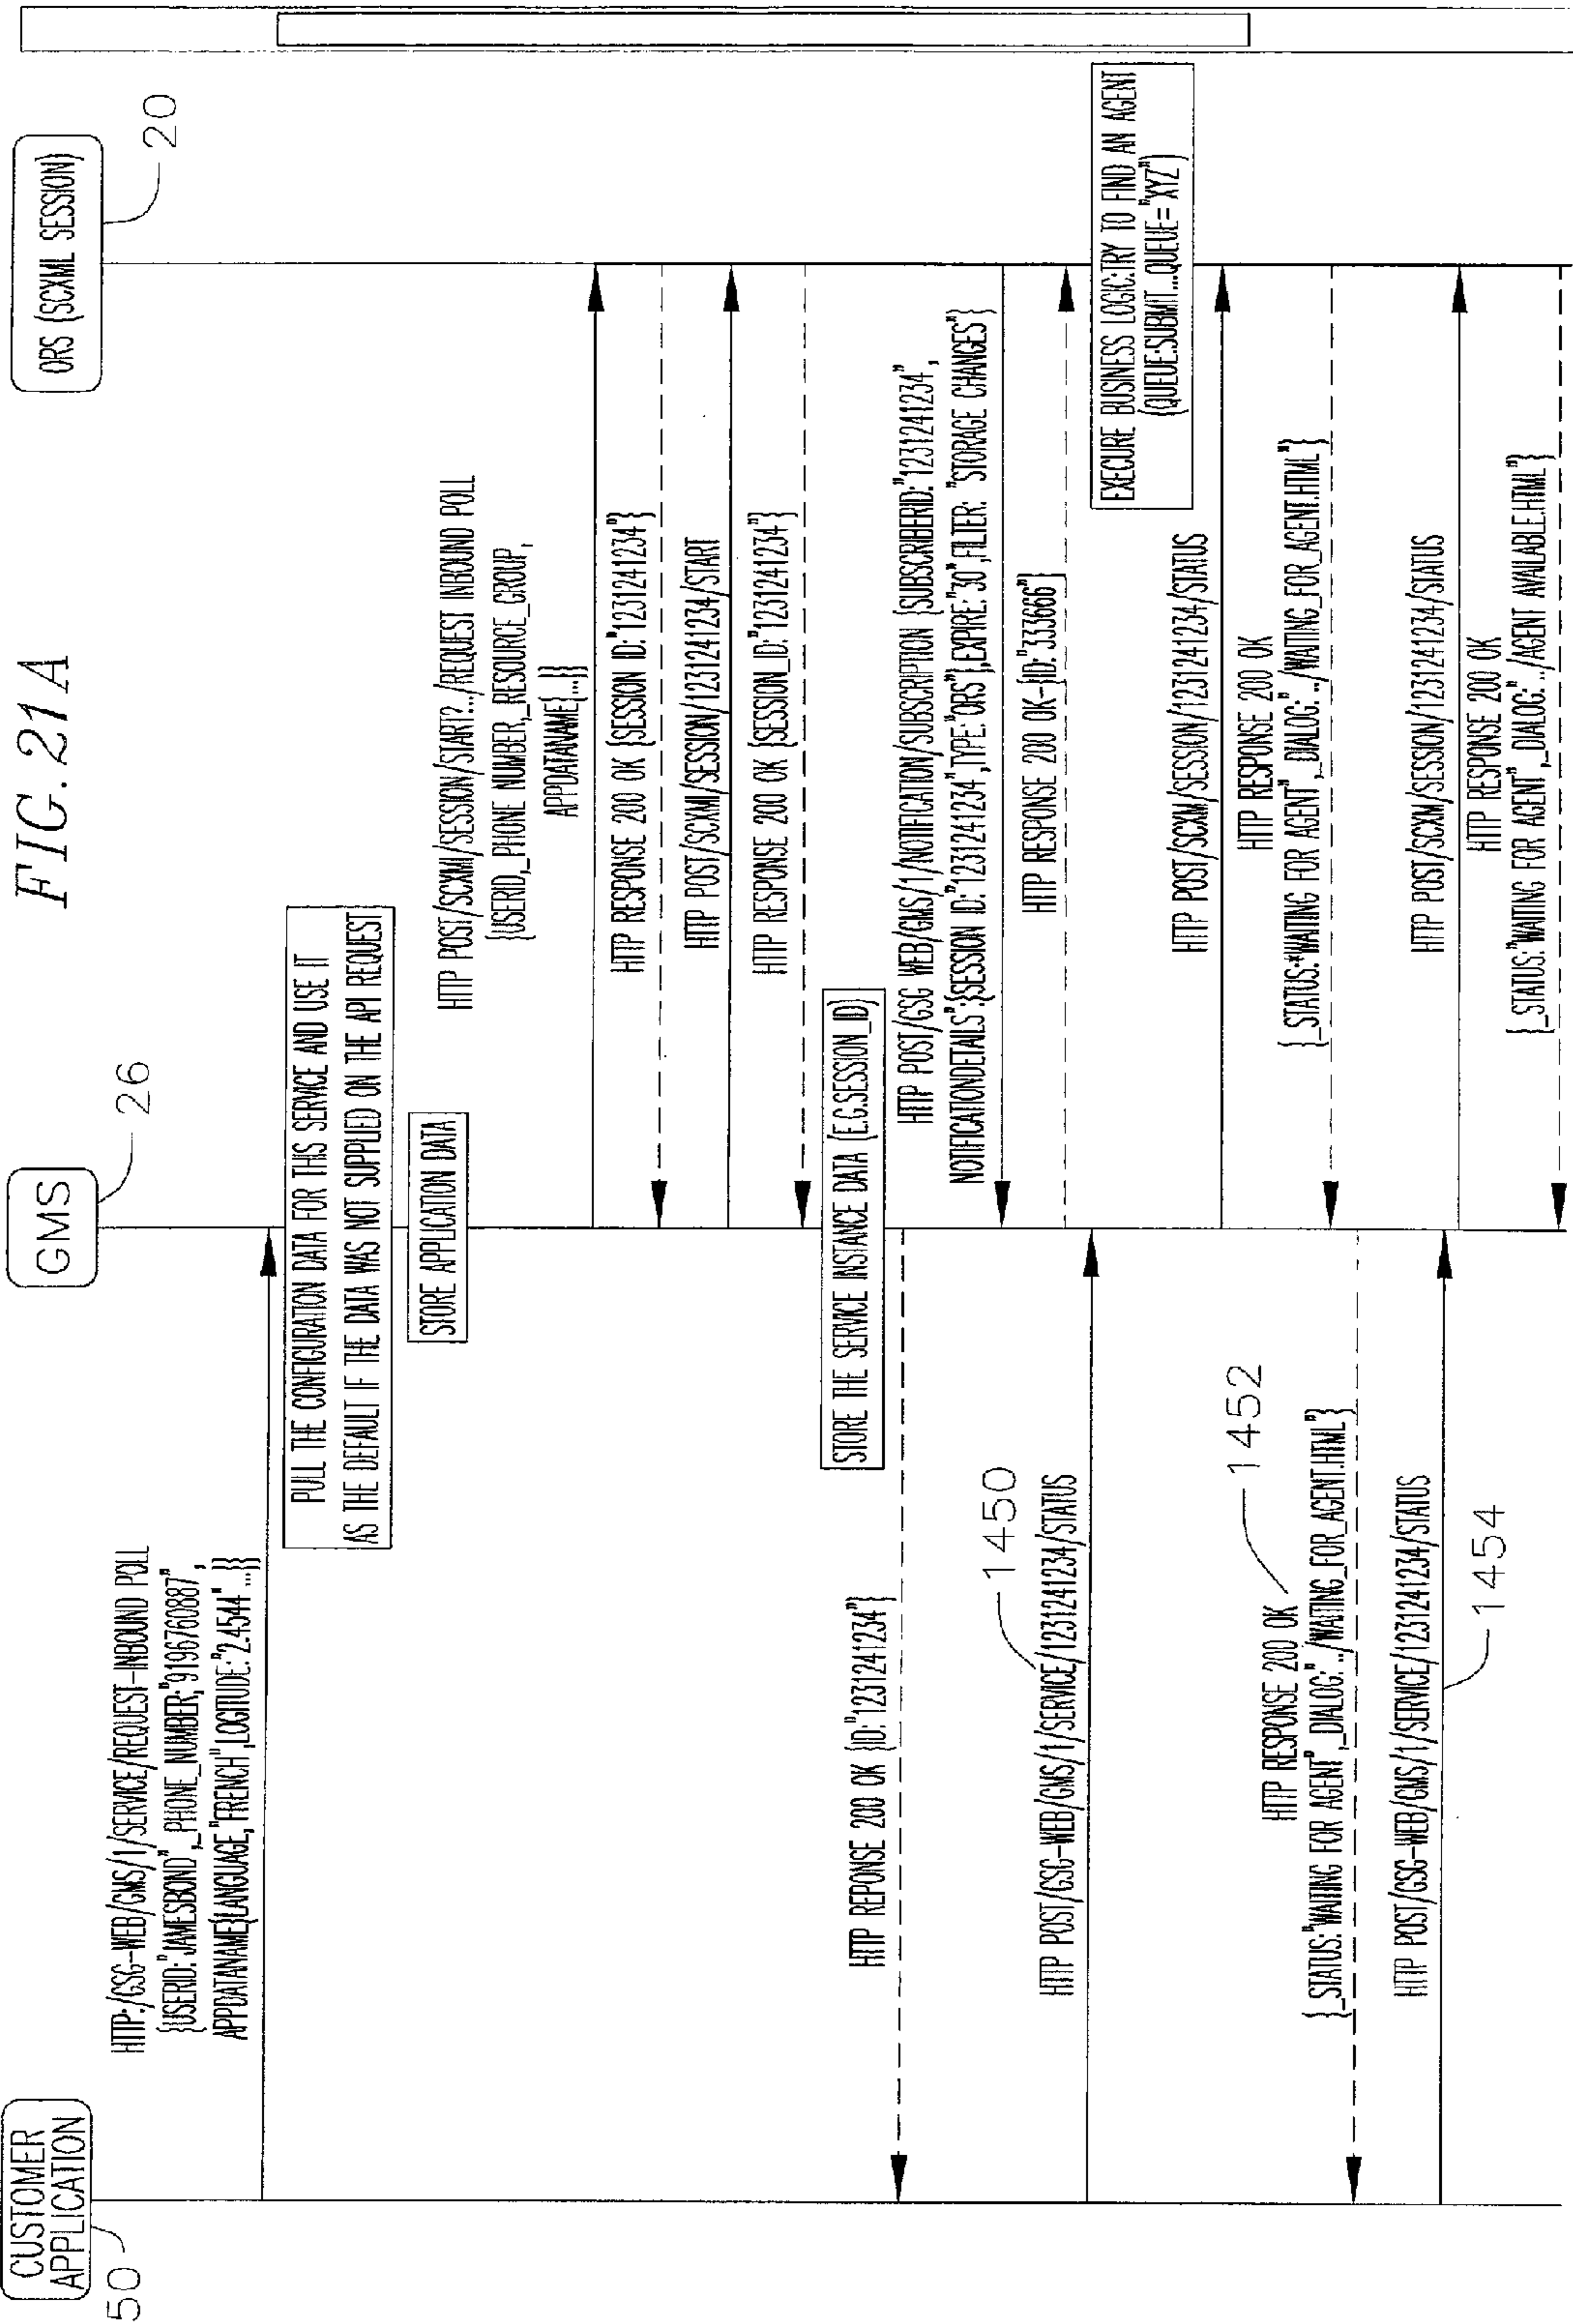 FIG. 21A
CUSTOMER
APPLICATION
50
GMS
26
ORS (SCXML SESSION)
20
HTTP:/GSG-WEB/GMS/1/SERVICE/REQUEST-INBOUND POLL
{USERID:"JAMESBOND",_PHONE_NUMBER;"9196760887",
APPDATANAME{LANGUAGE,"FRENCH",LOGITUDE:"2.4544"...}}
PULL THE CONFIGURATION DATA FOR THIS SERVICE AND USE IT
AS THE DEFAULT IF THE DATA WAS NOT SUPPLIED ON THE API REQUEST
STORE APPLICATION DATA
HTTP POST/SCXMI/SESSION/START?../REQUEST INBOUND POLL
{USERID,_PHONE NUMBER,_RESOURCE_GROUP,
APPDATANAME{...}}
HTTP RESPONSE 200 OK {SESSION ID:"1231241234"}
HTTP POST/SCXMI/SESSION/1231241234/START
HTTP RESPONSE 200 OK {SESSION_ID:"1231241234"}
STORE THE SERVICE INSTANCE DATA (E.G.SESSION_ID)
HTTP REPONSE 200 OK {ID:"1231241234"}
HTTP POST/GSG WEB/GMS/1/NOTIFICATION/SUBSCRIPTION {SUBSCRIBERID:"1231241234",
NOTIFICATIONDETAILS":{SESSION ID:"1231241234",TYPE:"ORS"},EXPIRE:"30",FILTER: "STORAGE CHANGES"}
HTTP RESPONSE 200 OK-{ID:"333666"}
EXECURE BUSINESS LOGIC:TRY TO FIND AN AGENT
(QUEUE:SUBMIT...QUEUE="XYZ")
1450
HTTP POST/GSG-WEB/GMS/1/SERVICE/1231241234/STATUS
HTTP POST/SCXM/SESSION/1231241234/STATUS
HTTP RESPONSE 200 OK
{_STATUS:"WAITING FOR AGENT",_DIALOG:"../WAITING_FOR_AGENT.HTML"}
1452
HTTP RESPONSE 200 OK
{_STATUS:"WAITING FOR AGENT",_DIALOG:"../WAITING_FOR_AGENT.HTML"}
HTTP POST/GSG-WEB/GMS/1/SERVICE/1231241234/STATUS
1454
HTTP POST/SCXM/SESSION/1231241234/STATUS
HTTP RESPONSE 200 OK
{_STATUS:"WAITING FOR AGENT",_DIALOG:"../AGENT AVAILABLE.HTML"}